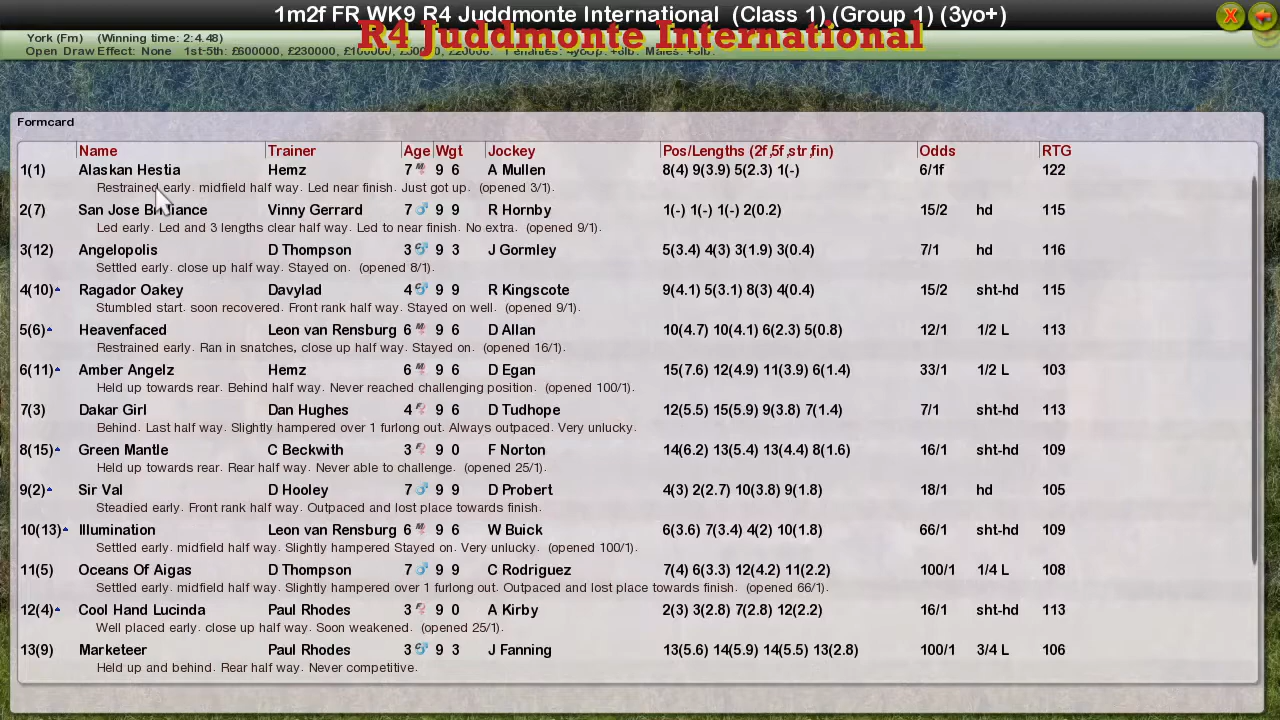 1m2f FR WK9 R4 Juddmonte International (Class 1) (Group 1) (3yo+)
R4 Juddmonte International
York (Fm) (Winning time: 2:4.48)
Open Draw Effect: None 1st-5th: £600000, £230000, £20000. Penalties: 4yoUp: +6lb. Males: +3lb.
Formcard
Name Trainer Age Wgt Jockey Pos/Lengths (2f,5f,str,fin) Odds RTG
1(1) Alaskan Hestia Hemz 7 9 6 A Mullen 8(4) 9(3.9) 5(2.3) 1(-) 6/1f 122
Restrained early. midfield half way. Led near finish. Just got up. (opened 3/1).
2(7) San Jose Brilliance Vinny Gerrard 7 9 9 R Hornby 1(-) 1(-) 1(-) 2(0.2) 15/2 hd 115
Led early. Led and 3 lengths clear half way. Led to near finish. No extra. (opened 9/1).
3(12) Angelopolis D Thompson 3 9 3 J Gormley 5(3.4) 4(3) 3(1.9) 3(0.4) 7/1 hd 116
Settled early. close up half way. Stayed on. (opened 8/1).
4(10) Ragador Oakey Davylad 4 9 9 R Kingscote 9(4.1) 5(3.1) 8(3) 4(0.4) 15/2 sht-hd 115
Stumbled start. soon recovered. Front rank half way. Stayed on well. (opened 9/1).
5(6) Heavenfaced Leon van Rensburg 6 9 6 D Allan 10(4.7) 10(4.1) 6(2.3) 5(0.8) 12/1 1/2 L 113
Restrained early. Ran in snatches, close up half way. Stayed on. (opened 16/1).
6(11) Amber Angelz Hemz 6 9 6 D Egan 15(7.6) 12(4.9) 11(3.9) 6(1.4) 33/1 1/2 L 103
Held up towards rear. Behind half way. Never reached challenging position. (opened 100/1).
7(3) Dakar Girl Dan Hughes 4 9 6 D Tudhope 12(5.5) 15(5.9) 9(3.8) 7(1.4) 7/1 sht-hd 113
Behind. Last half way. Slightly hampered over 1 furlong out. Always outpaced. Very unlucky.
8(15) Green Mantle C Beckwith 3 9 0 F Norton 14(6.2) 13(5.4) 13(4.4) 8(1.6) 16/1 sht-hd 109
Held up towards rear. Rear half way. Never able to challenge. (opened 25/1).
9(2) Sir Val D Hooley 7 9 9 D Probert 4(3) 2(2.7) 10(3.8) 9(1.8) 18/1 hd 105
Steadied early. Front rank half way. Outpaced and lost place towards finish.
10(13) Illumination Leon van Rensburg 6 9 6 W Buick 6(3.6) 7(3.4) 4(2) 10(1.8) 66/1 sht-hd 109
Settled early. midfield half way. Slightly hampered Stayed on. Very unlucky. (opened 100/1).
11(5) Oceans Of Aigas D Thompson 7 9 9 C Rodriguez 7(4) 6(3.3) 12(4.2) 11(2.2) 100/1 1/4 L 108
Settled early. midfield half way. Slightly hampered over 1 furlong out. Outpaced and lost place towards finish. (opened 66/1).
12(4) Cool Hand Lucinda Paul Rhodes 3 9 0 A Kirby 2(3) 3(2.8) 7(2.8) 12(2.2) 16/1 sht-hd 113
Well placed early. close up half way. Soon weakened. (opened 25/1).
13(9) Marketeer Paul Rhodes 3 9 3 J Fanning 13(5.6) 14(5.9) 14(5.5) 13(2.8) 100/1 3/4 L 106
Held up and behind. Rear half way. Never competitive.